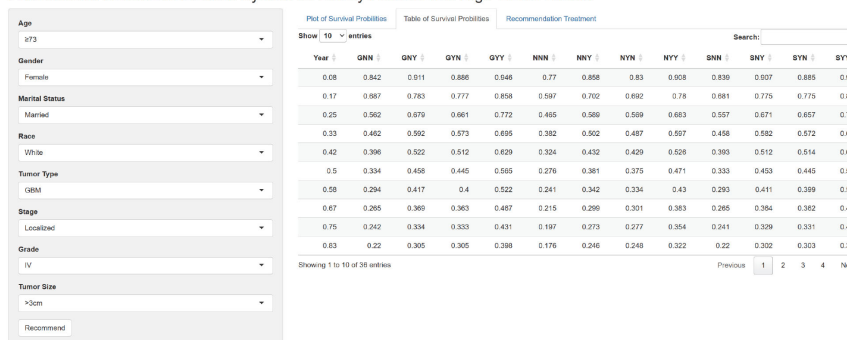 Plot of Survival Probilities Table of Survival Probilities Recommendation Treatment
Age
≥73
Gender
Female
Marital Status
Married
Race
White
Tumor Type
GBM
Stage
Localized
Grade
IV
Tumor Size
>3cm
Recommend
Show 10 entries
Search:
Year GNN GNY GYN GYY NNN NNY NYN NYY SNN SNY SYN
0.08 0.842 0.911 0.886 0.946 0.77 0.858 0.83 0.908 0.839 0.907 0.885
0.17 0.687 0.783 0.777 0.858 0.597 0.702 0.692 0.78 0.681 0.775 0.775
0.25 0.562 0.679 0.661 0.772 0.465 0.589 0.569 0.683 0.557 0.671 0.657
0.33 0.462 0.592 0.573 0.695 0.382 0.502 0.487 0.597 0.458 0.582 0.572
0.42 0.396 0.522 0.512 0.629 0.324 0.432 0.429 0.526 0.393 0.512 0.514
0.5 0.334 0.458 0.445 0.565 0.276 0.381 0.375 0.471 0.333 0.453 0.445
0.58 0.294 0.417 0.4 0.522 0.241 0.342 0.334 0.43 0.293 0.411 0.399
0.67 0.265 0.369 0.363 0.487 0.215 0.299 0.301 0.383 0.265 0.364 0.362
0.75 0.242 0.334 0.333 0.431 0.197 0.273 0.277 0.354 0.241 0.329 0.331
0.83 0.22 0.305 0.305 0.398 0.176 0.246 0.248 0.322 0.22 0.302 0.303
Showing 1 to 10 of 36 entries
Previous 1 2 3 4